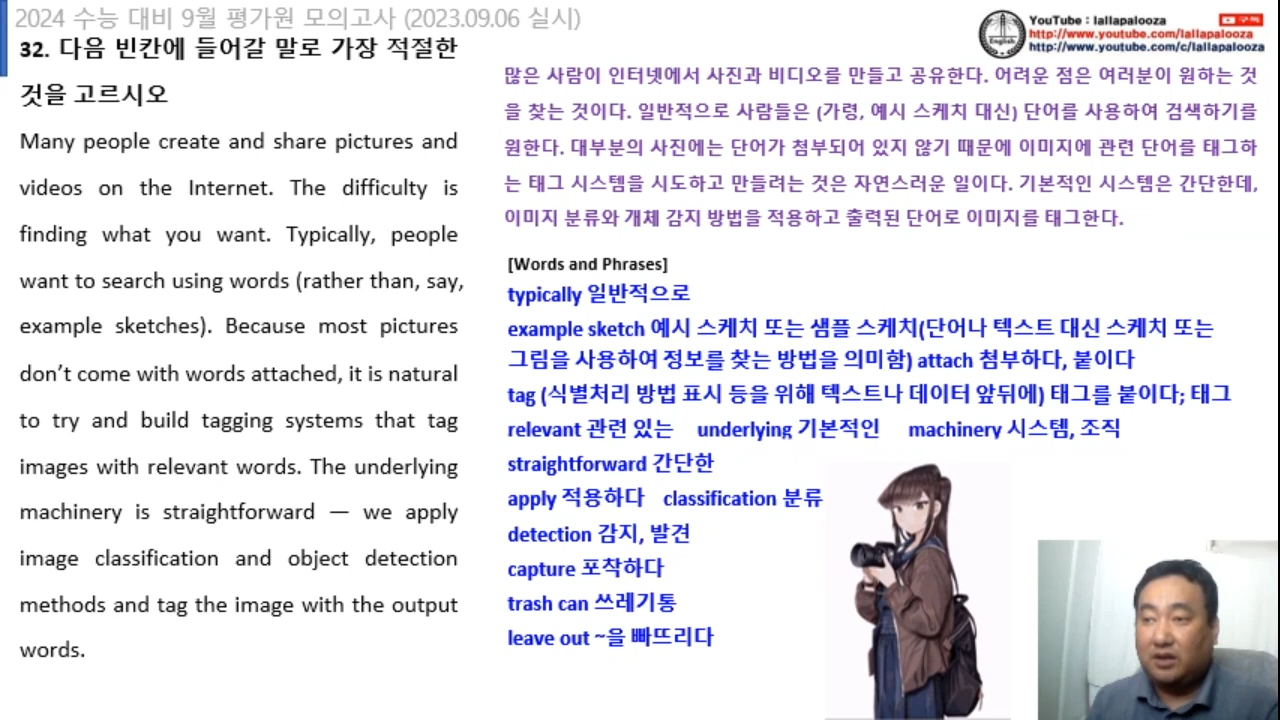 2024 수능 대비 9월 평가원 모의고사 (2023.09.06 실시)
32. 다음 빈칸에 들어갈 말로 가장 적절한
것을 고르시오
Many people create and share pictures and
videos on the Internet. The difficulty is
finding what you want. Typically, people
want to search using words (rather than, say,
example sketches). Because most pictures
don't come with words attached, it is natural
to try and build tagging systems that tag
images with relevant words. The underlying
machinery is straightforward — we apply
image classification and object detection
methods and tag the image with the output
words.
YouTube : lallapalooza
구독
http://www.youtube.com/lallapalooza
http://www.youtube.com/c/lallapalooza
English
많은 사람이 인터넷에서 사진과 비디오를 만들고 공유한다. 어려운 점은 여러분이 원하는 것
을 찾는 것이다. 일반적으로 사람들은 (가령, 예시 스케치 대신) 단어를 사용하여 검색하기를
원한다. 대부분의 사진에는 단어가 첨부되어 있지 않기 때문에 이미지에 관련 단어를 태그하
는 태그 시스템을 시도하고 만들려는 것은 자연스러운 일이다. 기본적인 시스템은 간단한데,
이미지 분류와 개체 감지 방법을 적용하고 출력된 단어로 이미지를 태그한다.
[Words and Phrases]
typically 일반적으로
example sketch 예시 스케치 또는 샘플 스케치(단어나 텍스트 대신 스케치 또는
그림을 사용하여 정보를 찾는 방법을 의미함) attach 첨부하다, 붙이다
tag (식별처리 방법 표시 등을 위해 텍스트나 데이터 앞뒤에) 태그를 붙이다; 태그
relevant 관련 있는 underlying 기본적인 machinery 시스템, 조직
straightforward 간단한
apply 적용하다 classification 분류
detection 감지, 발견
capture 포착하다
trash can 쓰레기통
leave out ~을 빠뜨리다